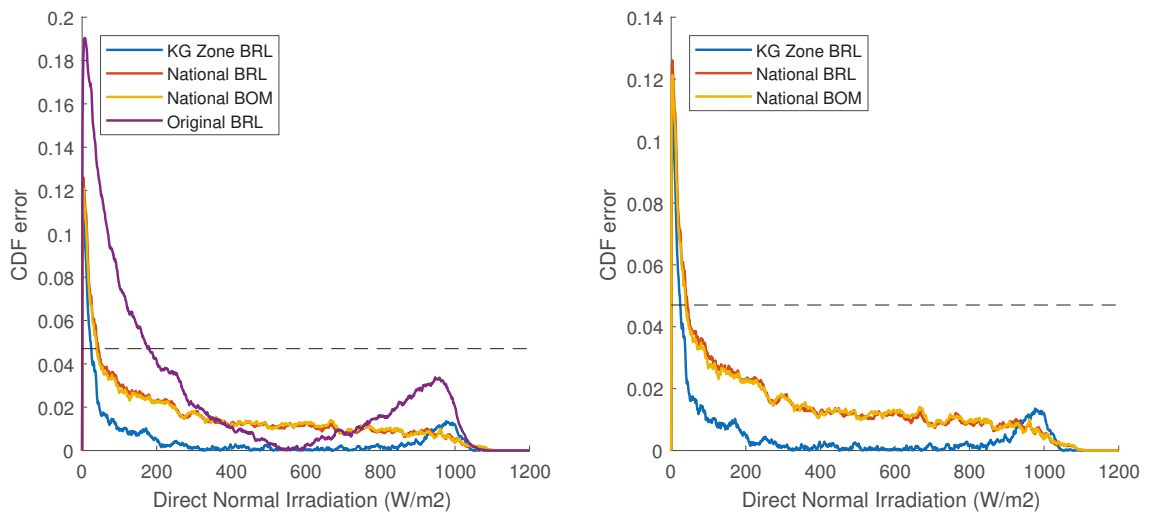 0.2
0.18
0.16
0.14
0.12
0.1
0.08
0.06
0.04
0.02
0
CDF error
KG Zone BRL
National BRL
National BOM
Original BRL
0 200 400 600 800 1000 1200
Direct Normal Irradiation (W/m2)
0.14
0.12
0.1
0.08
0.06
0.04
0.02
0
CDF error
KG Zone BRL
National BRL
National BOM
0 200 400 600 800 1000 1200
Direct Normal Irradiation (W/m2)